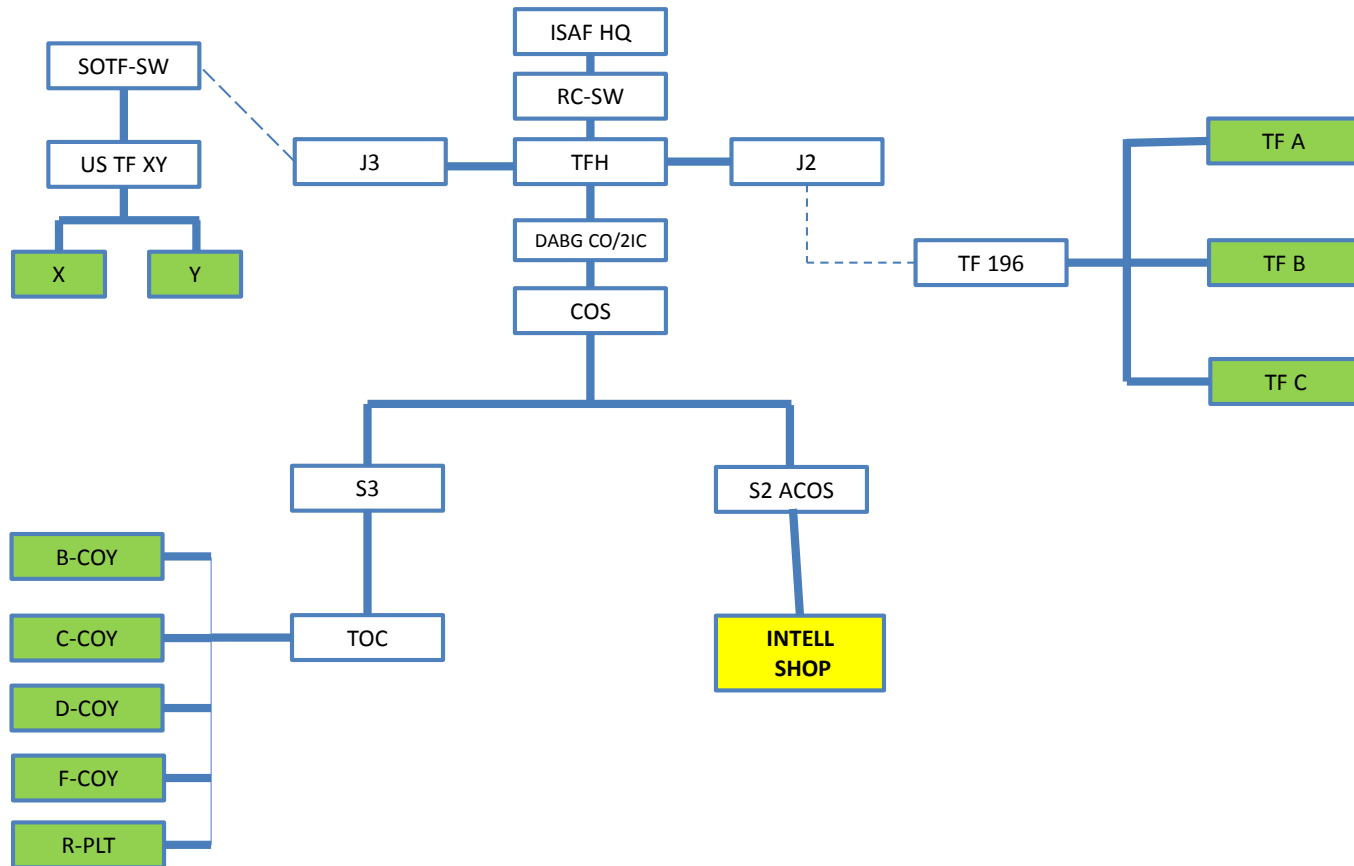 ISAF HQ
SOTF-SW
RC-SW
US TF XY
J3
TFH
J2
TF A
DABG CO/2IC
X
Y
TF 196
TF B
COS
TF C
S3
S2 ACOS
B-COY
C-COY
TOC
INTELL
SHOP
D-COY
F-COY
R-PLT